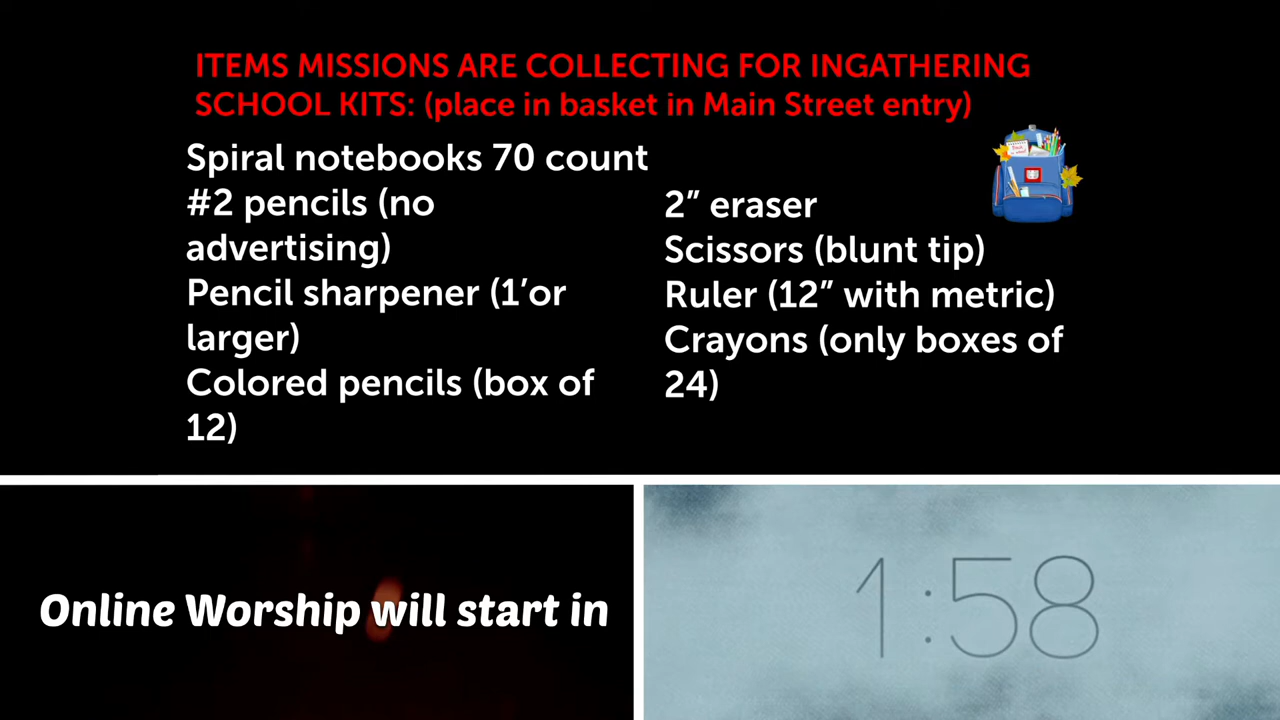 ITEMS MISSIONS ARE COLLECTING FOR INGATHERING
SCHOOL KITS: (place in basket in Main Street entry)
Spiral notebooks 70 count
#2 pencils (no
advertising)
Pencil sharpener (1’or
larger)
Colored pencils (box of
12)
2” eraser
Scissors (blunt tip)
Ruler (12” with metric)
Crayons (only boxes of
24)
Online Worship will start in
1:58